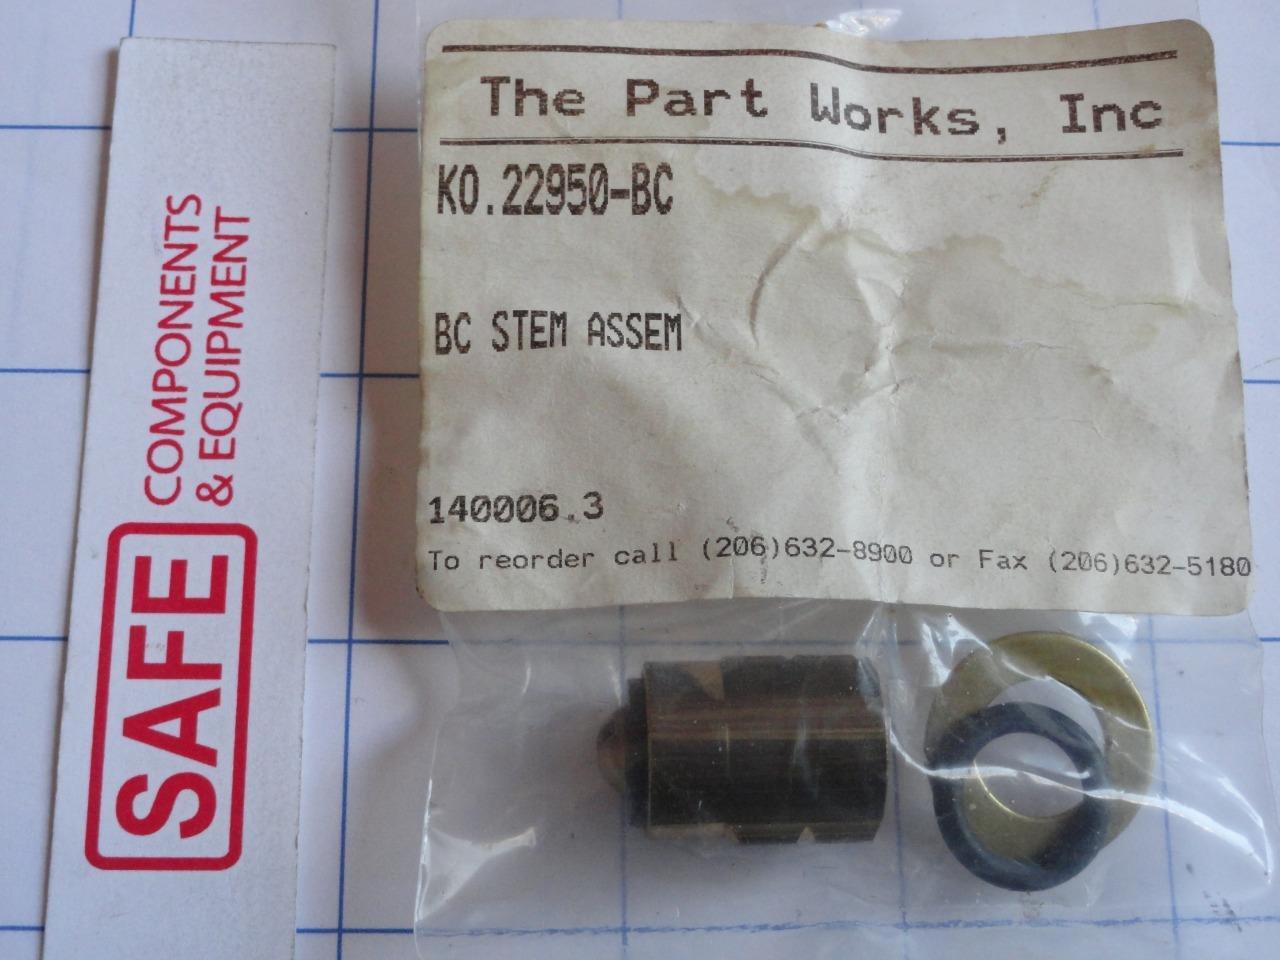 The Part Works, Inc
KO.22950-BC
BC STEM ASSEM
140006.3
To reorder call (206)632-8900 or Fax (206)632-5180
SAFE
COMPONENTS
& EQUIPMENT